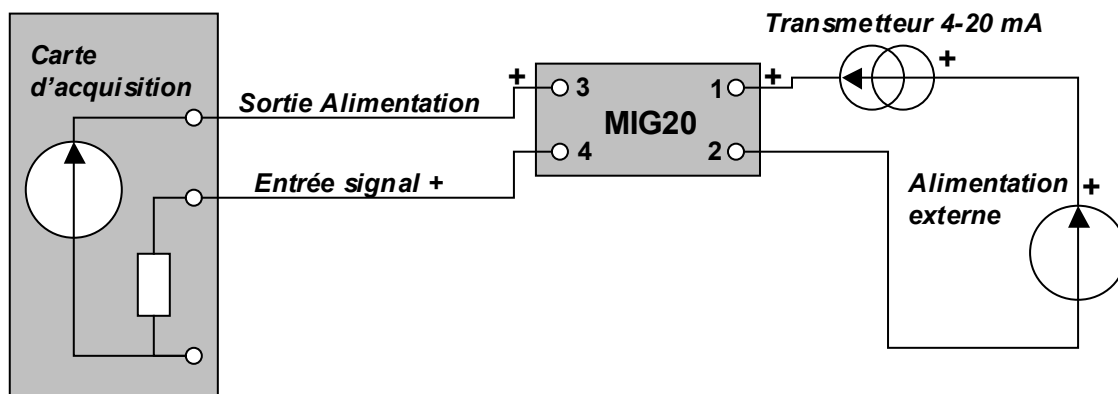 Transmetteur 4-20 mA
Carte
d'acquisition
+
+
+
Sortie Alimentation
3
1
MIG20
4
2
Entrée signal +
Alimentation
externe
+